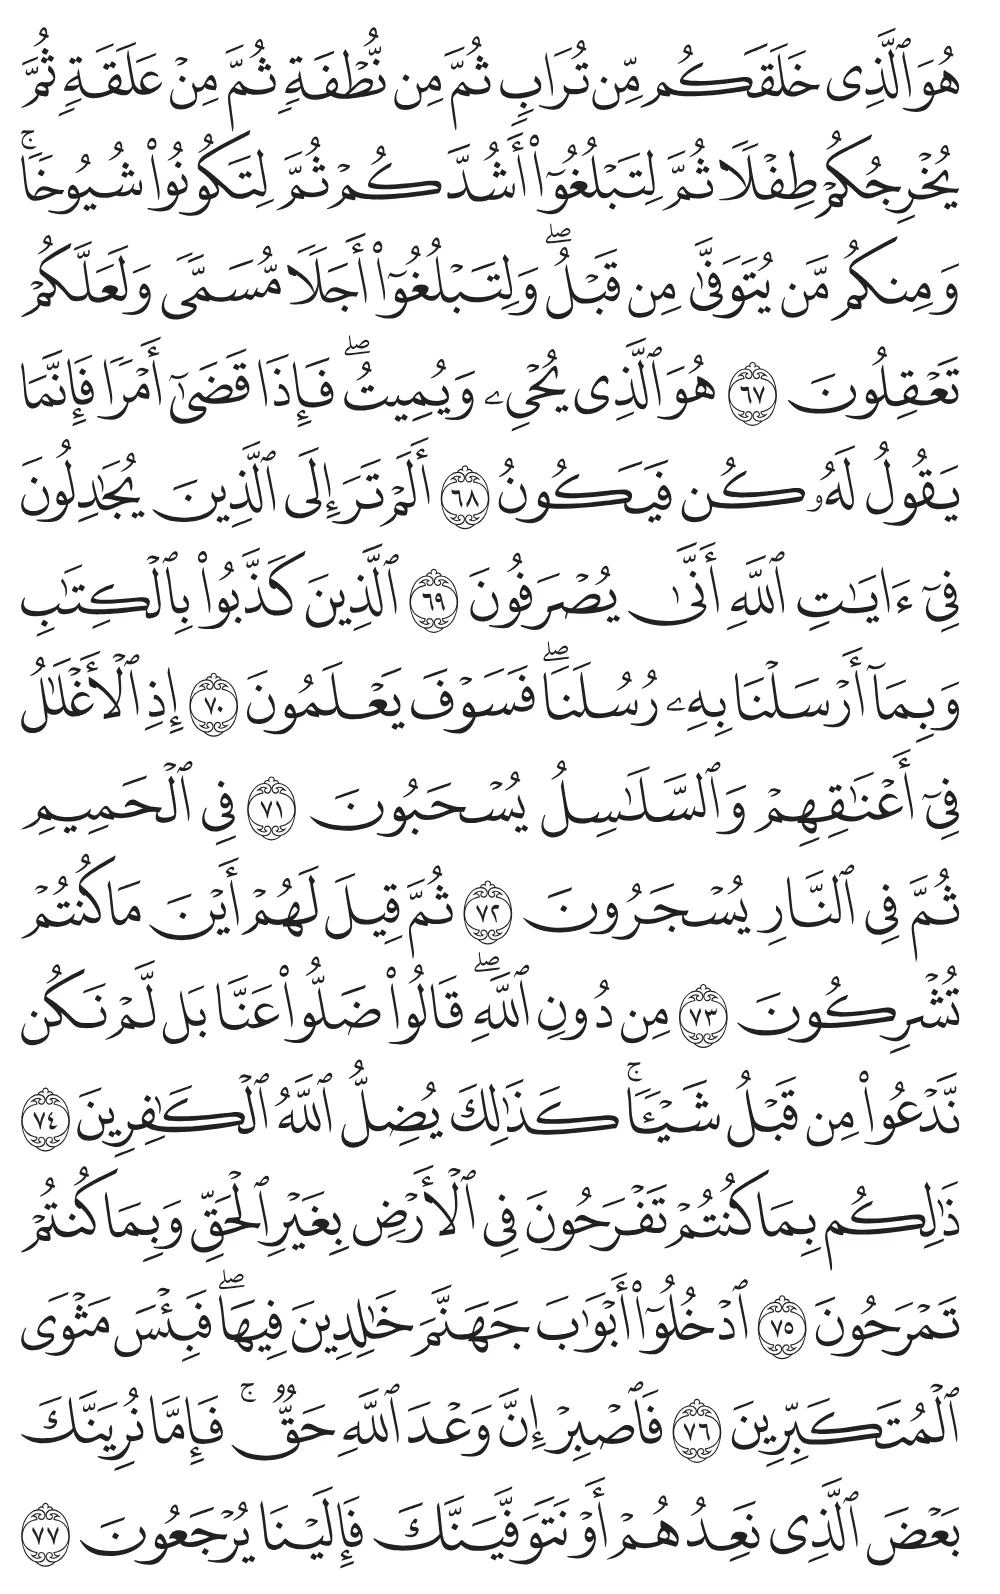 هُوَ ٱلَّذِى خَلَقَكُم مِّن تُرَابٍ ثُمَّ مِن نُّطْفَةٍ ثُمَّ مِنْ عَلَقَةٍ ثُمَّ
يُخْرِجُكُمْ طِفْلًا ثُمَّ لِتَبْلُغُوٓا۟ أَشُدَّكُمْ ثُمَّ لِتَكُونُوا۟ شُيُوخًا ۚ
وَمِنكُم مَّن يُتَوَفَّىٰ مِن قَبْلُ ۖ وَلِتَبْلُغُوٓا۟ أَجَلًا مُّسَمًّى وَلَعَلَّكُمْ
تَعْقِلُونَ ٦٧ هُوَ ٱلَّذِى يُحْىِۦ وَيُمِيتُ ۖ فَإِذَا قَضَىٰٓ أَمْرًا فَإِنَّمَا
يَقُولُ لَهُۥ كُن فَيَكُونُ ٦٨ أَلَمْ تَرَ إِلَى ٱلَّذِينَ يُجَٰدِلُونَ
فِىٓ ءَايَٰتِ ٱللَّهِ أَنَّىٰ يُصْرَفُونَ ٦٩ ٱلَّذِينَ كَذَّبُوا۟ بِٱلْكِتَٰبِ
وَبِمَآ أَرْسَلْنَا بِهِۦ رُسُلَنَا ۖ فَسَوْفَ يَعْلَمُونَ ٧٠ إِذِ ٱلْأَغْلَٰلُ
فِىٓ أَعْنَٰقِهِمْ وَٱلسَّلَٰسِلُ يُسْحَبُونَ ٧١ فِى ٱلْحَمِيمِ
ثُمَّ فِى ٱلنَّارِ يُسْجَرُونَ ٧٢ ثُمَّ قِيلَ لَهُمْ أَيْنَ مَا كُنتُمْ
تُشْرِكُونَ ٧٣ مِن دُونِ ٱللَّهِ ۖ قَالُوا۟ ضَلُّوا۟ عَنَّا بَل لَّمْ نَكُن
نَّدْعُوا۟ مِن قَبْلُ شَيْـًٔا ۚ كَذَٰلِكَ يُضِلُّ ٱللَّهُ ٱلْكَٰفِرِينَ ٧٤
ذَٰلِكُم بِمَا كُنتُمْ تَفْرَحُونَ فِى ٱلْأَرْضِ بِغَيْرِ ٱلْحَقِّ وَبِمَا كُنتُمْ
تَمْرَحُونَ ٧٥ ٱدْخُلُوٓا۟ أَبْوَٰبَ جَهَنَّمَ خَٰلِدِينَ فِيهَا ۖ فَبِئْسَ مَثْوَى
ٱلْمُتَكَبِّرِينَ ٧٦ فَٱصْبِرْ إِنَّ وَعْدَ ٱللَّهِ حَقٌّ ۚ فَإِمَّا نُرِيَنَّكَ
بَعْضَ ٱلَّذِى نَعِدُهُمْ أَوْ نَتَوَفَّيَنَّكَ فَإِلَيْنَا يُرْجَعُونَ ٧٧